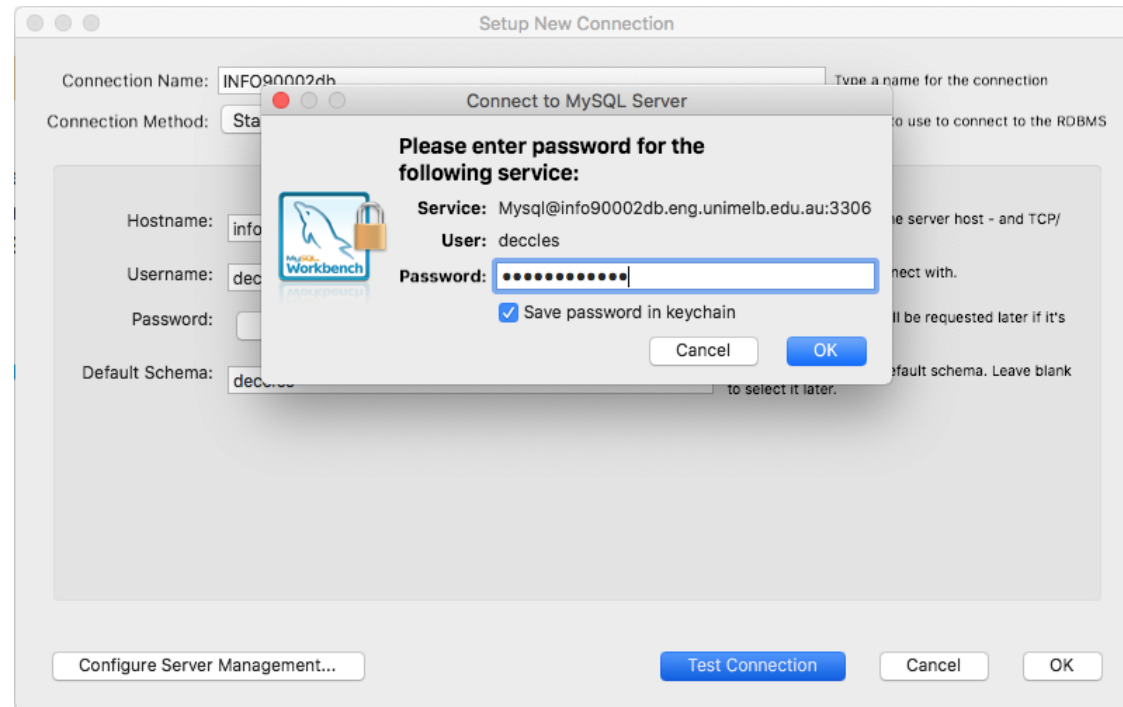 Setup New Connection
Connection Name: INFO90002db Type a name for the connection
Connect to MySQL Server
Connection Method: Sta to use to connect to the RDBMS
Please enter password for the
following service:
Service: Mysql@info90002db.eng.unimelb.edu.au:3306
User: deccles
Password: ●●●●●●●●●●●●
Save password in keychain
Cancel OK
MySQL
Workbench
Hostname: info server host - and TCP/
Username: dec nect with.
Password: ll be requested later if it's
Default Schema: deccles efault schema. Leave blank
to select it later.
Configure Server Management... Test Connection Cancel OK